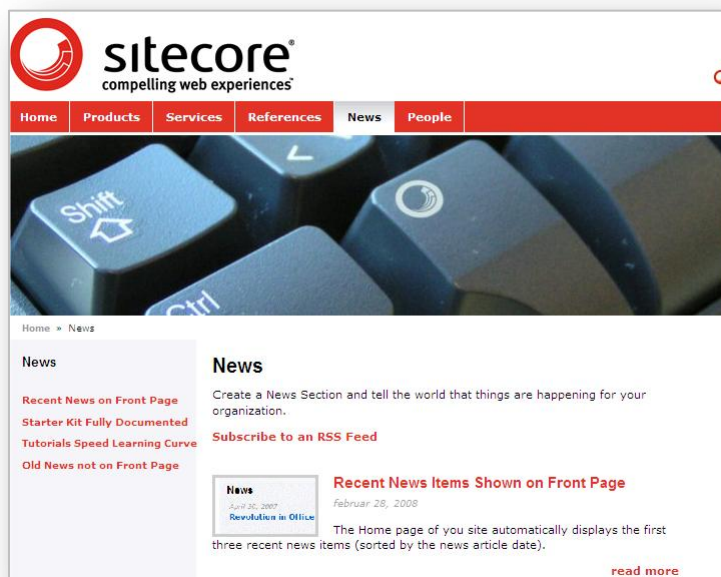 sitecore®
compelling web experiences™
Home Products Services References News People
Shift
Ctrl
Home » News
News
Recent News on Front Page
Starter Kit Fully Documented
Tutorials Speed Learning Curve
Old News not on Front Page
News
Create a News Section and tell the world that things are happening for your
organization.
Subscribe to an RSS Feed
News
April 30, 2007
Revolution in Office
Recent News Items Shown on Front Page
februar 28, 2008
The Home page of you site automatically displays the first
three recent news items (sorted by the news article date).
read more